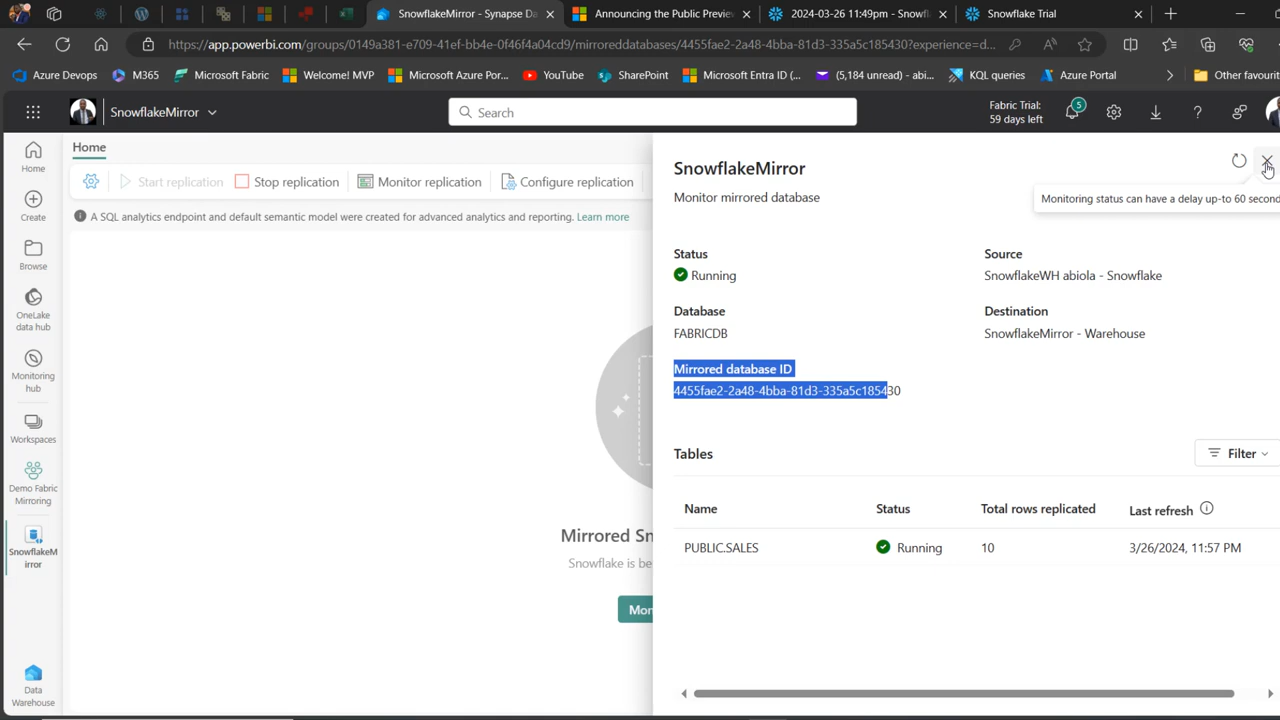 SnowflakeMirror - Synapse Da
Announcing the Public Preview
2024-03-26 11:49pm - Snowfl
Snowflake Trial
https://app.powerbi.com/groups/0149a381-e709-41ef-bb4e-0f46f4a04cd9/mirroreddatabases/4455fae2-2a48-4bba-81d3-335a5c185430?experience=d...
Azure Devops
M365
Microsoft Fabric
Welcome! MVP
Microsoft Azure Por...
YouTube
SharePoint
Microsoft Entra ID (...
(5,184 unread) - abi...
KQL queries
Azure Portal
Other favourit
SnowflakeMirror
Search
Fabric Trial:
59 days left
5
Home
Create
Browse
OneLake
data hub
Monitoring
hub
Workspaces
Demo Fabric
Mirroring
SnowflakeM
irror
Data
Warehouse
Home
Start replication
Stop replication
Monitor replication
Configure replication
A SQL analytics endpoint and default semantic model were created for advanced analytics and reporting. Learn more
Mirrored Sn
Snowflake is be
Mon
SnowflakeMirror
Monitor mirrored database
Monitoring status can have a delay up-to 60 second
Status
Running
Source
SnowflakeWH abiola - Snowflake
Database
FABRICDB
Destination
SnowflakeMirror - Warehouse
Mirrored database ID
4455fae2-2a48-4bba-81d3-335a5c185430
Tables
Filter
Name
Status
Total rows replicated
Last refresh
PUBLIC.SALES
Running
10
3/26/2024, 11:57 PM